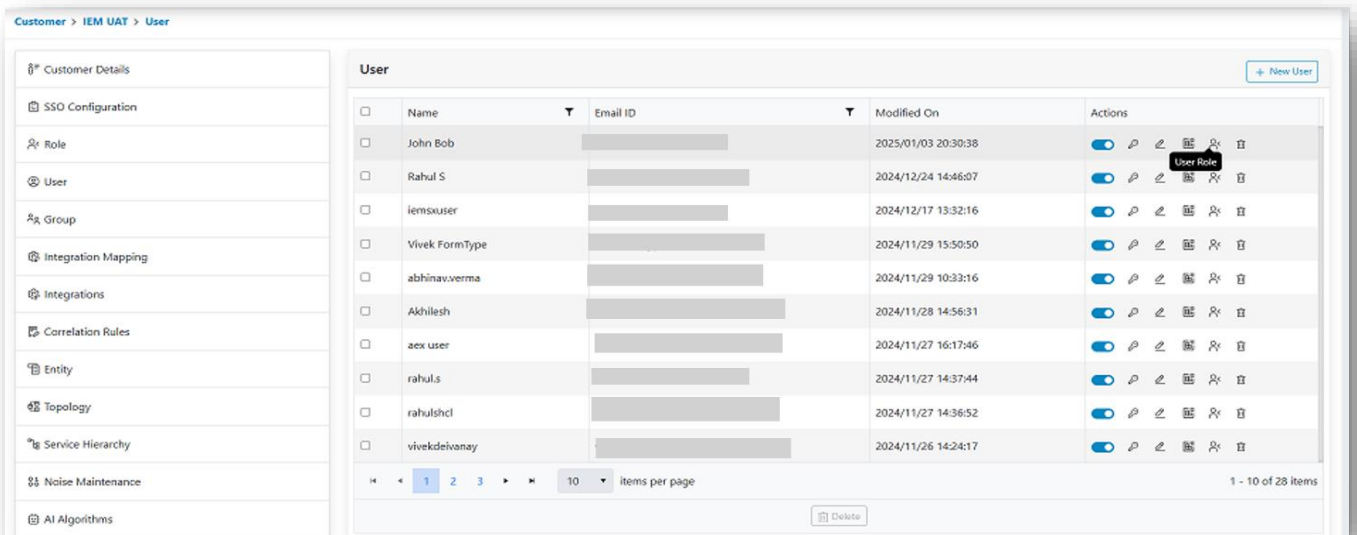 Customer > IEM UAT > User
Customer Details
SSO Configuration
Role
User
Group
Integration Mapping
Integrations
Correlation Rules
Entity
Topology
Service Hierarchy
Noise Maintenance
AI Algorithms
User
+ New User
Name Email ID Modified On Actions
John Bob 2025/01/03 20:30:38
User Role
Rahul S 2024/12/24 14:46:07
iemsxuser 2024/12/17 13:32:16
Vivek FormType 2024/11/29 15:50:50
abhinav.verma 2024/11/29 10:33:16
Akhilesh 2024/11/28 14:56:31
aex user 2024/11/27 16:17:46
rahul.s 2024/11/27 14:37:44
rahulshcl 2024/11/27 14:36:52
vivekdeivanay 2024/11/26 14:24:17
1 2 3 10 items per page 1 - 10 of 28 items
Delete